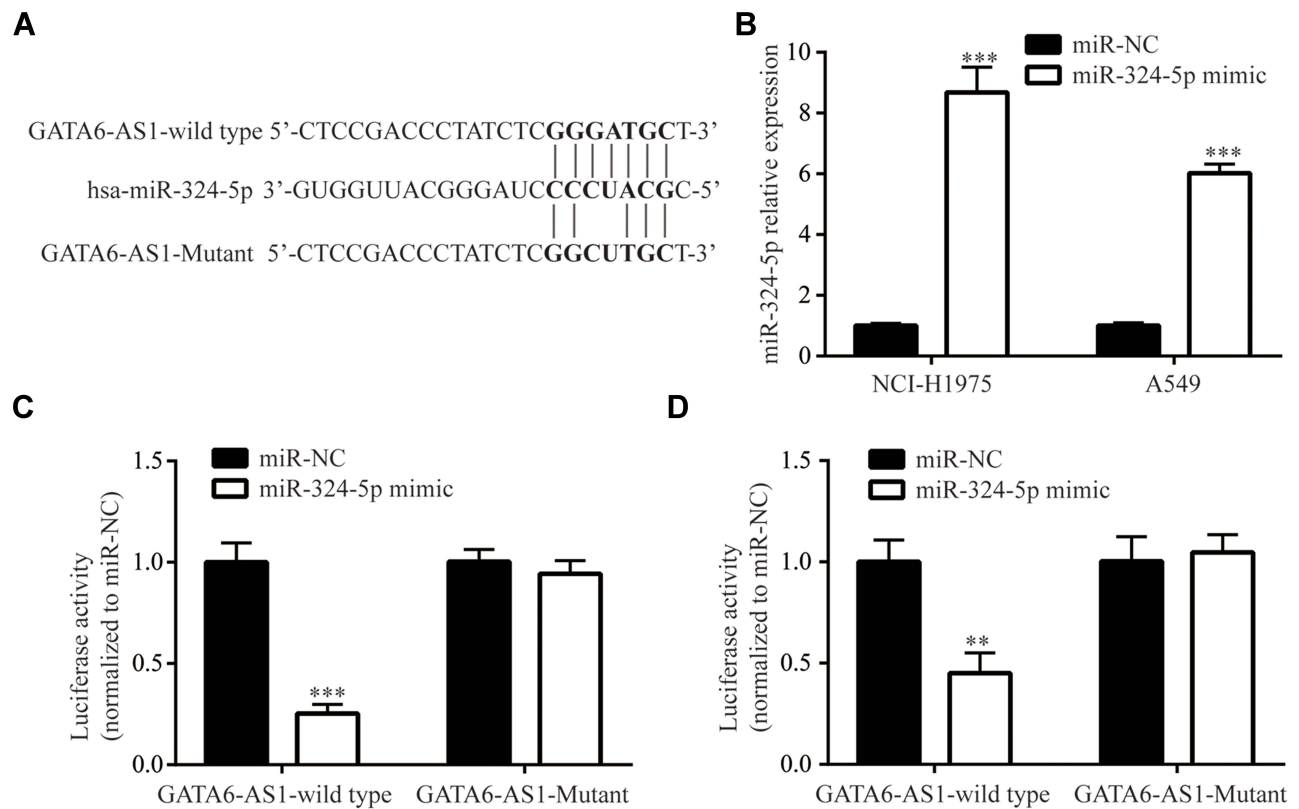 A
GATA6-AS1-wild type 5’-CTCCGACCCTATCTCGGGATGCT-3’
hsa-miR-324-5p 3’-GUGGUUACGGGAUCCCCUACGC-5’
GATA6-AS1-Mutant 5’-CTCCGACCCTATCTCGGCUTGCT-3’
B
miR-NC
miR-324-5p mimic
miR-324-5p relative expression
10
8
6
4
2
0
***
***
NCI-H1975
A549
C
miR-NC
miR-324-5p mimic
Luciferase activity
(normalized to miR-NC)
1.5
1.0
0.5
0.0
***
GATA6-AS1-wild type
GATA6-AS1-Mutant
D
miR-NC
miR-324-5p mimic
Luciferase activity
(normalized to miR-NC)
1.5
1.0
0.5
0.0
**
GATA6-AS1-wild type
GATA6-AS1-Mutant